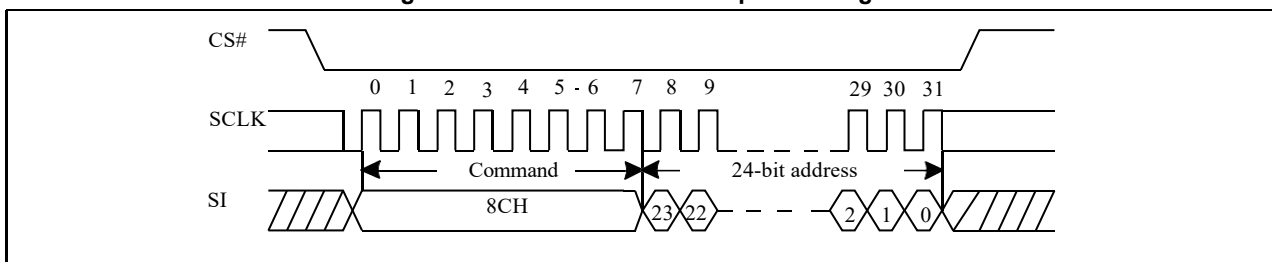 CS#
0 1 2 3 4 5 - 6 7 8 9 29 30 31
SCLK
Command 24-bit address
SI 8CH 23 22 2 1 0